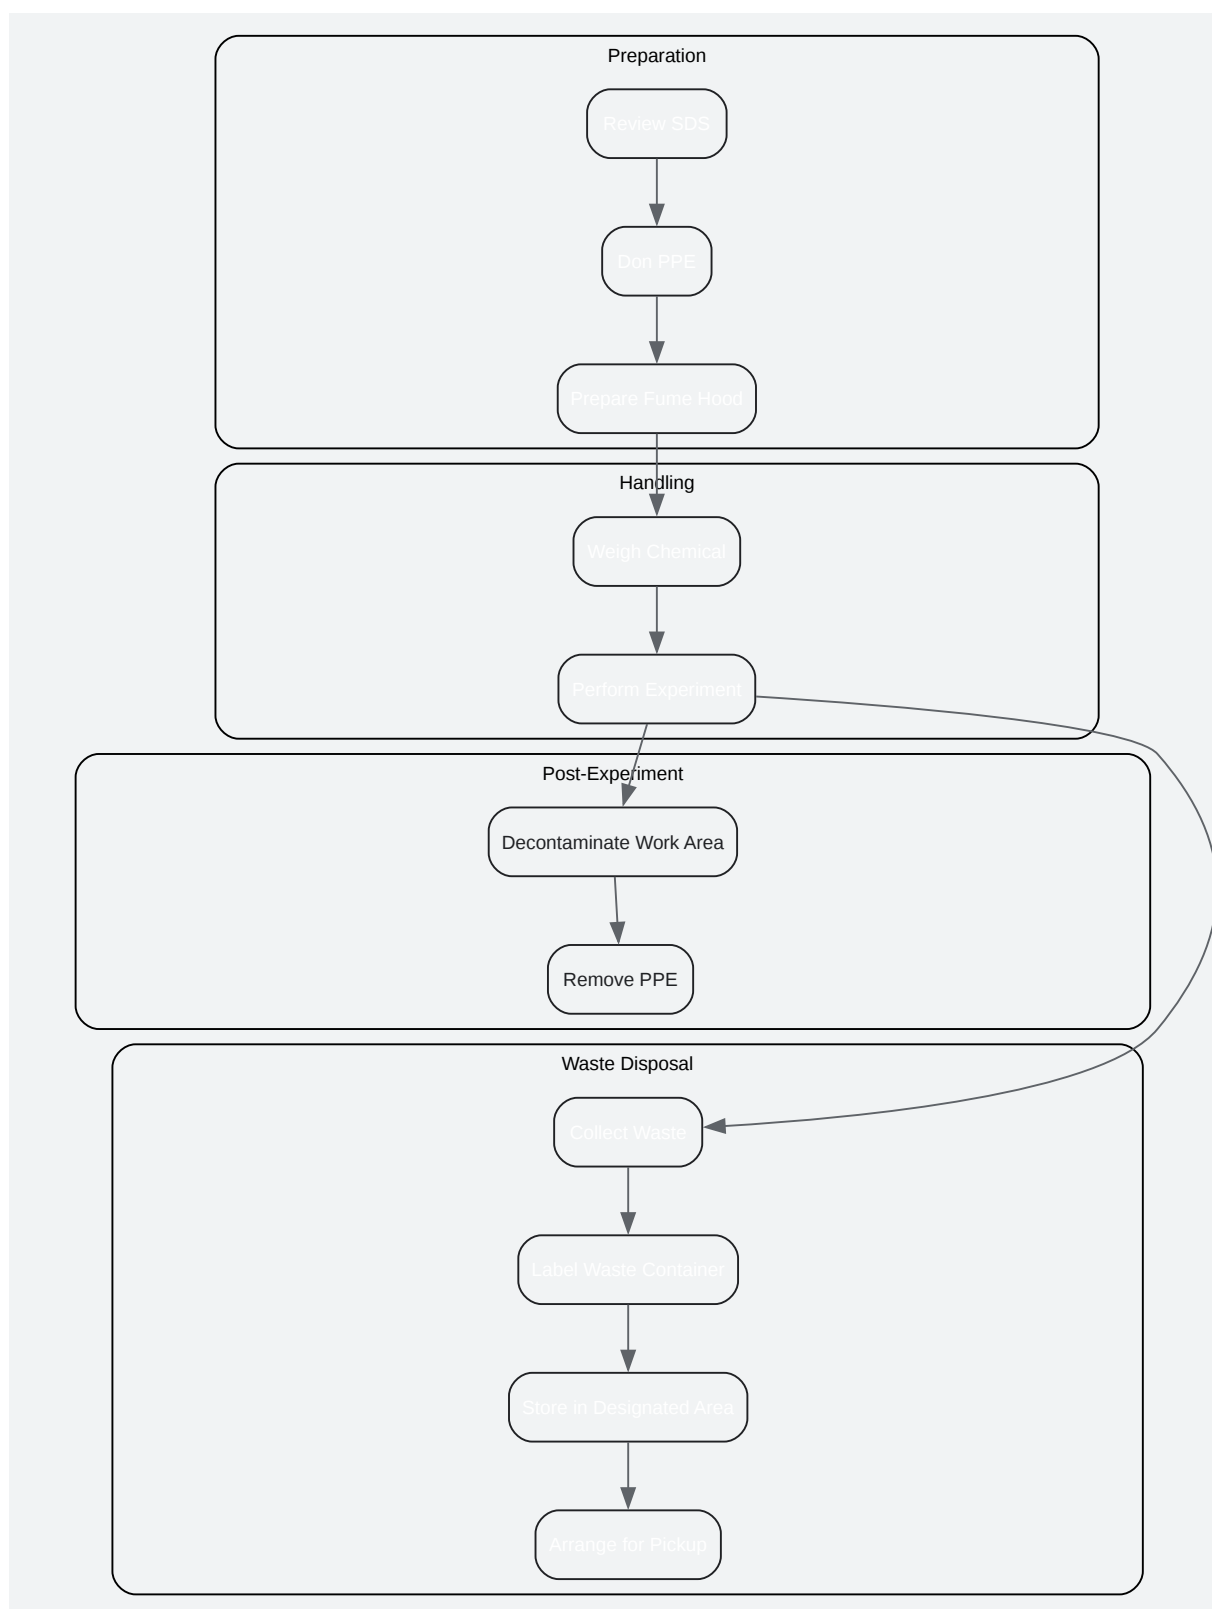 Preparation
Review SDS
Don PPE
Prepare Fume Hood
Handling
Weigh Chemical
Perform Experiment
Post-Experiment
Decontaminate Work Area
Remove PPE
Waste Disposal
Collect Waste
Label Waste Container
Store in Designated Area
Arrange for Pickup